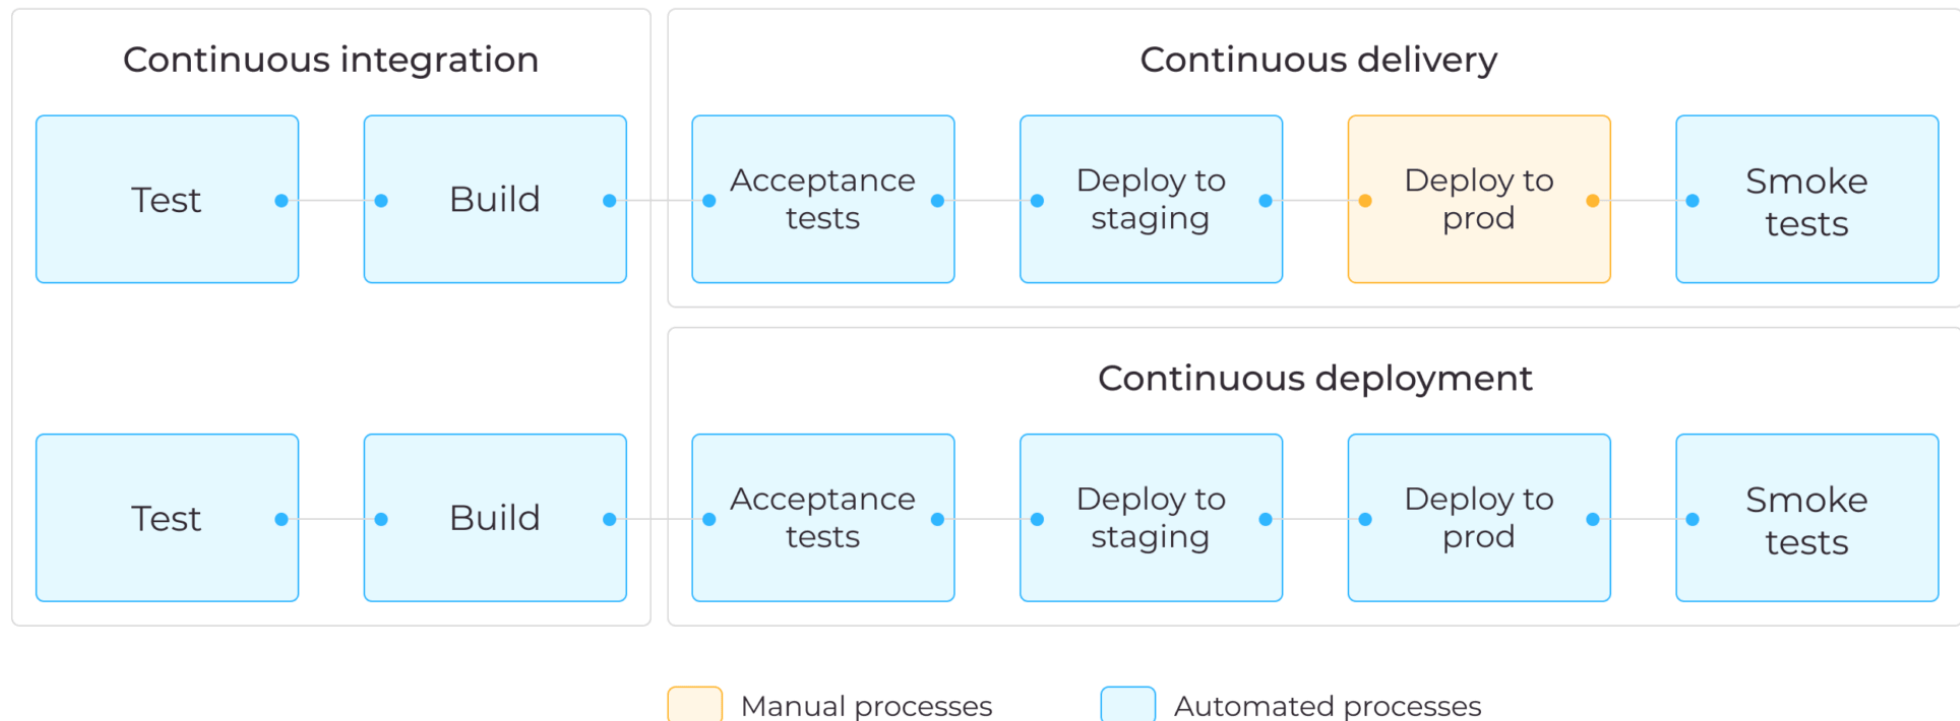 Continuous integration
Continuous delivery
Test
Build
Acceptance
tests
Deploy to
staging
Deploy to
prod
Smoke
tests
Continuous deployment
Test
Build
Acceptance
tests
Deploy to
staging
Deploy to
prod
Smoke
tests
Manual processes
Automated processes